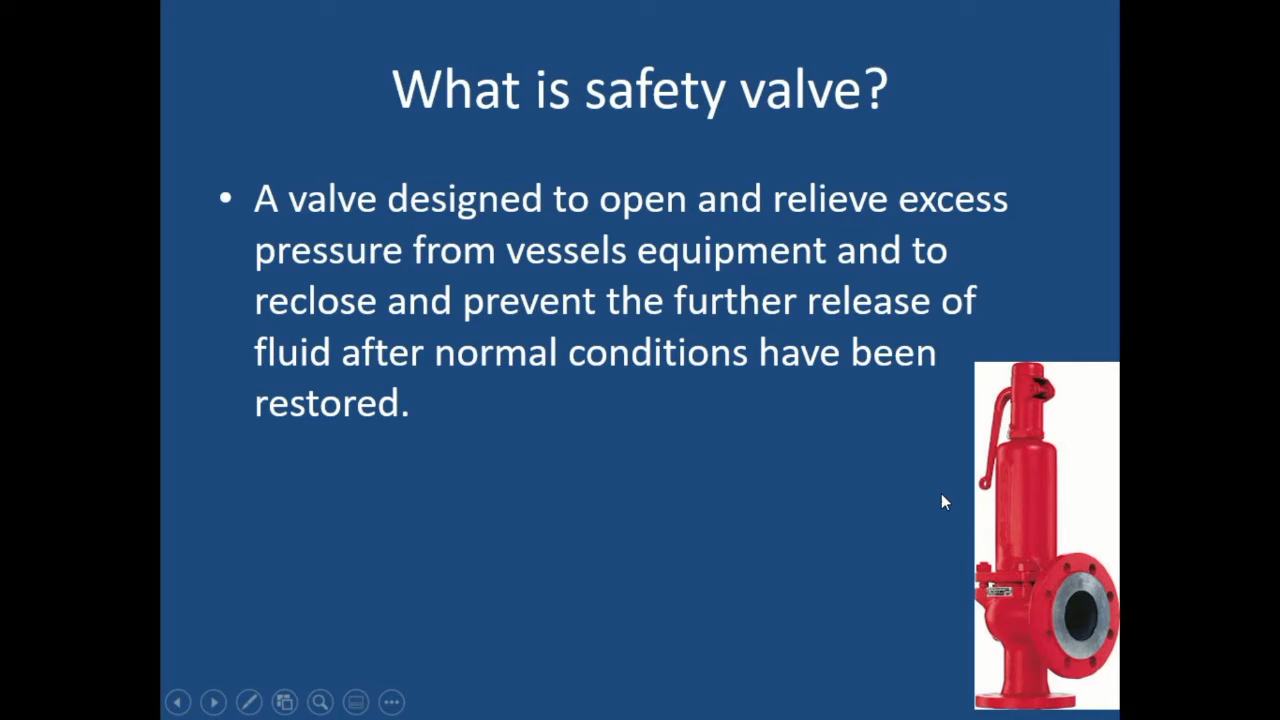 What is safety valve?
• A valve designed to open and relieve excess
pressure from vessels equipment and to
reclose and prevent the further release of
fluid after normal conditions have been
restored.